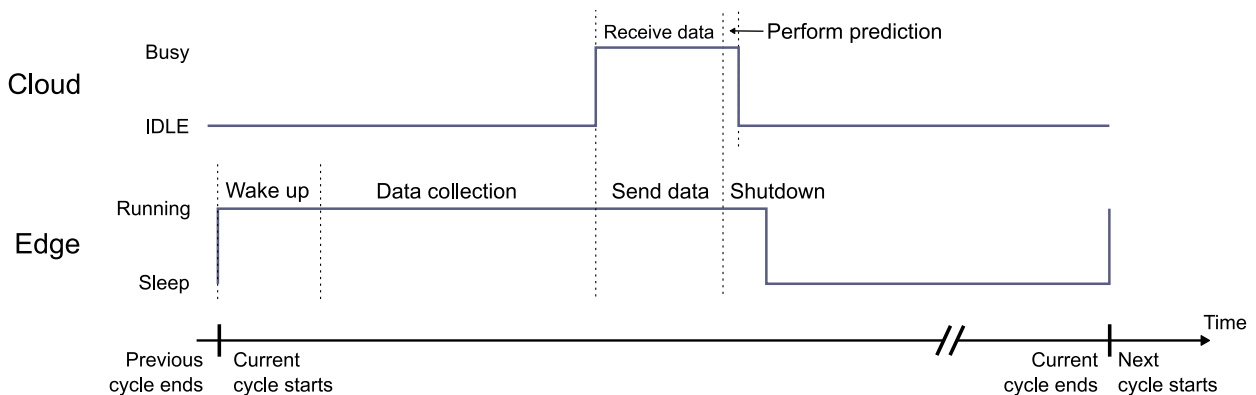 Receive data
Perform prediction
Busy
Cloud
IDLE
Wake up
Data collection
Send data
Shutdown
Running
Edge
Sleep
Time
Previous
cycle ends
Current
cycle starts
Current
cycle ends
Next
cycle starts